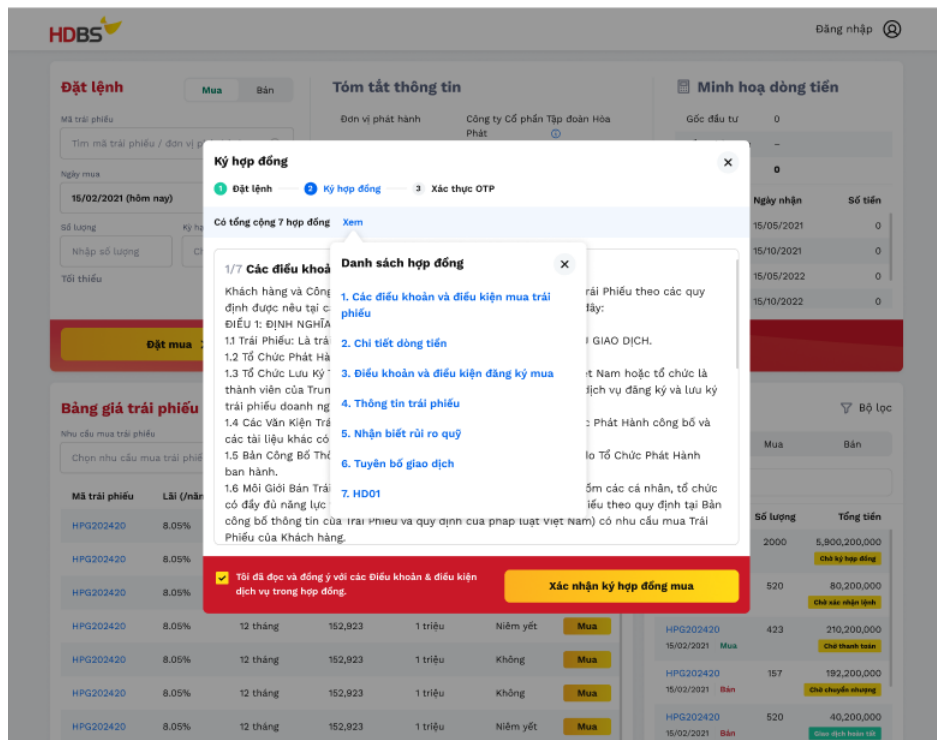 HDBS
Đăng nhập
Đặt lệnh
Mua
Bán
Mã trái phiếu
Tìm mã trái phiếu / đơn vị
Ngày mua
15/02/2021 (hôm nay)
Số lượng
Nhập số lượng
Tối thiểu
Đặt mua
Tóm tắt thông tin
Đơn vị phát hành
Công ty Cổ phần Tập đoàn Hòa
Phát
Minh hoạ dòng tiền
Gốc đầu tư 0
–
0
Ngày nhận Số tiền
15/05/2021 0
15/10/2021 0
15/05/2022 0
15/10/2022 0
Ký hợp đồng
1 Đặt lệnh
2 Ký hợp đồng
3 Xác thực OTP
Có tổng cộng 7 hợp đồng Xem
1/7 Các điều khoả
Khách hàng và Công
rái Phiếu theo các quy
định được nêu tại c
đây:
ĐIỀU 1: ĐỊNH NGHĨA
1.1 Trái Phiếu: Là trá
GIAO DỊCH.
1.2 Tổ Chức Phát Hà
1.3 Tổ Chức Lưu Ký
t Nam hoặc tổ chức là
thành viên của Trun
dịch vụ đăng ký và lưu ký
trái phiếu doanh ng
1.4 Các Văn Kiện Trá
c Phát Hành công bố và
các tài liệu khác có
1.5 Bản Công Bố Thô
do Tổ Chức Phát Hành
ban hành.
1.6 Môi Giới Bán Trái
ồm các cá nhân, tổ chức
có đầy đủ năng lực
iếu theo quy định tại Bản
công bố thông tin của Trái Phiếu và quy định của pháp luật Việt Nam) có nhu cầu mua Trái
Phiếu của Khách hàng.
Danh sách hợp đồng
1. Các điều khoản và điều kiện mua trái
phiếu
2. Chi tiết dòng tiền
3. Điều khoản và điều kiện đăng ký mua
4. Thông tin trái phiếu
5. Nhận biết rủi ro quỹ
6. Tuyên bố giao dịch
7. HD01
Tôi đã đọc và đồng ý với các Điều khoản & điều kiện
dịch vụ trong hợp đồng.
Xác nhận ký hợp đồng mua
Bảng giá trái phiếu
Nhu cầu mua trái phiếu
Chọn nhu cầu mua trái phiế
Mã trái phiếu Lãi (/năm
HPG202420 8.05%
HPG202420 8.05%
HPG202420 8.05%
HPG202420 8.05% 12 tháng 152,923 1 triệu Niêm yết Mua
HPG202420 8.05% 12 tháng 152,923 1 triệu Không Mua
HPG202420 8.05% 12 tháng 152,923 1 triệu Không Mua
HPG202420 8.05% 12 tháng 152,923 1 triệu Niêm yết Mua
Bộ lọc
Mua Bán
Số lượng Tổng tiền
2000 5,900,200,000
Chờ ký hợp đồng
520 80,200,000
Chờ xác nhận lệnh
HPG202420 423 210,200,000
15/02/2021 Mua Chờ thanh toán
HPG202420 157 192,200,000
15/02/2021 Bán Chờ chuyển nhượng
HPG202420 520 40,200,000
15/02/2021 Bán Giao dịch hoàn tất